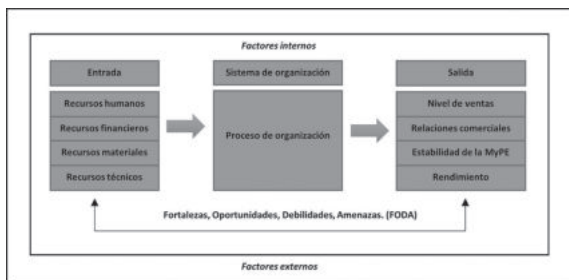 Factores internos
Entrada
Sistema de organización
Salida
Recursos humanos
Recursos financieros
Recursos materiales
Recursos técnicos
Proceso de organización
Nivel de ventas
Relaciones comerciales
Estabilidad de la MyPE
Rendimiento
Fortalezas, Oportunidades, Debilidades, Amenazas. (FODA)
Factores externos